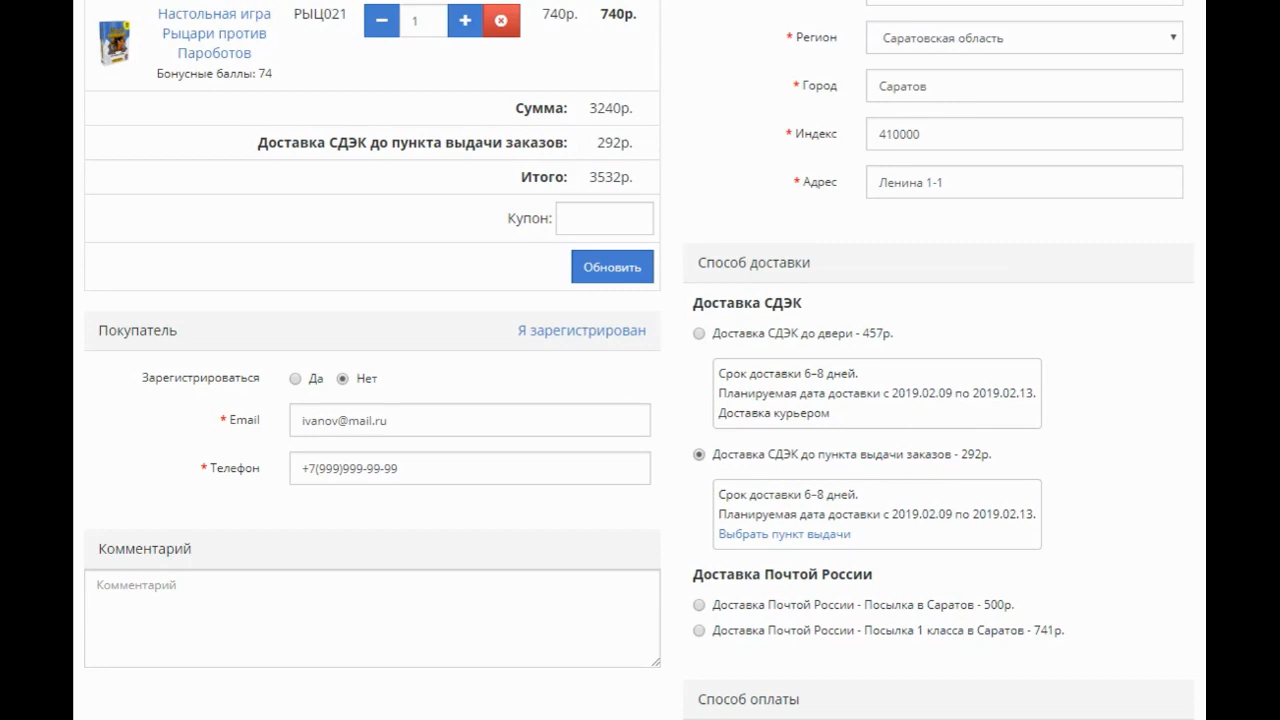 Настольная игра РЫЦ021 1 740р. 740р.
Рыцари против
Пароботов
Бонусные баллы: 74
Сумма: 3240р.
Доставка СДЭК до пункта выдачи заказов: 292р.
Итого: 3532р.
Купон:
Обновить
Покупатель Я зарегистрирован
Зарегистрироваться Да Нет
* Email ivanov@mail.ru
* Телефон +7(999)999-99-99
Комментарий
Комментарий
* Регион Саратовская область
* Город Саратов
* Индекс 410000
* Адрес Ленина 1-1
Способ доставки
Доставка СДЭК
Доставка СДЭК до двери - 457р.
Срок доставки 6–8 дней.
Планируемая дата доставки с 2019.02.09 по 2019.02.13.
Доставка курьером
Доставка СДЭК до пункта выдачи заказов - 292р.
Срок доставки 6–8 дней.
Планируемая дата доставки с 2019.02.09 по 2019.02.13.
Выбрать пункт выдачи
Доставка Почтой России
Доставка Почтой России - Посылка в Саратов - 500р.
Доставка Почтой России - Посылка 1 класса в Саратов - 741р.
Способ оплаты